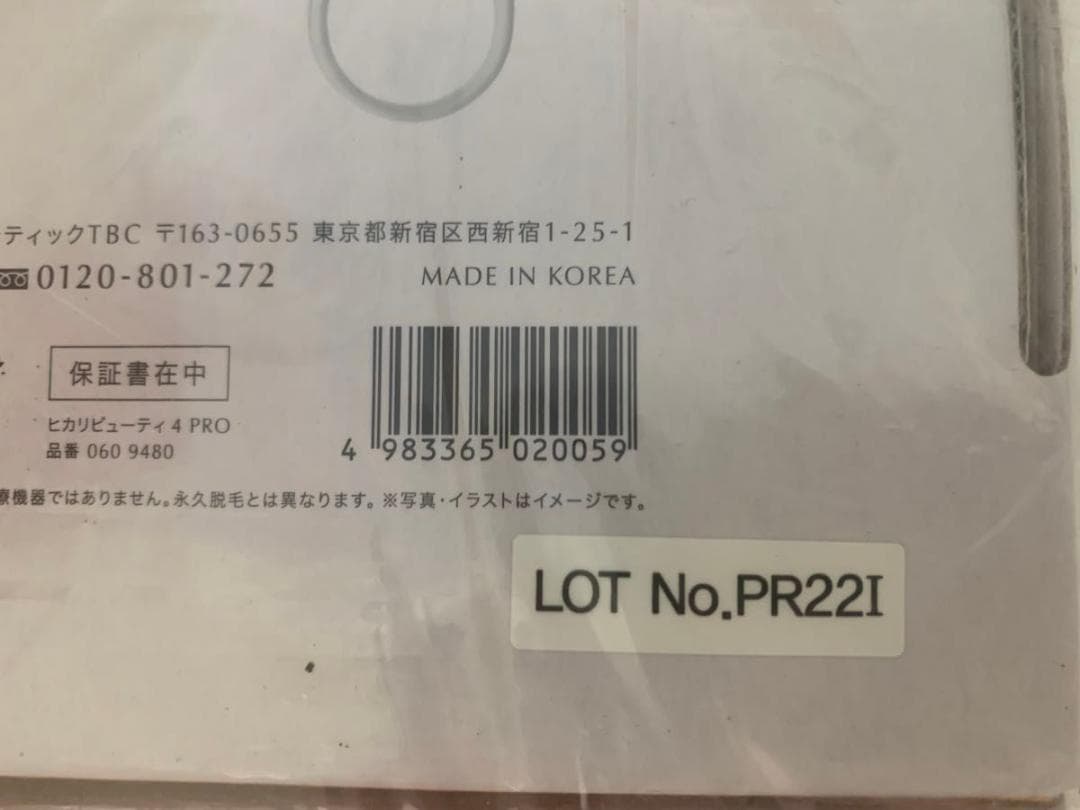 ティックTBC 〒163-0655 東京都新宿区西新宿1-25-1
0120-801-272
MADE IN KOREA
保証書在中
ヒカリビューティ4 PRO
品番 060 9480
4 983365 020059
療機器ではありません。永久脱毛とは異なります。※写真・イラストはイメージです。
LOT No.PR22I